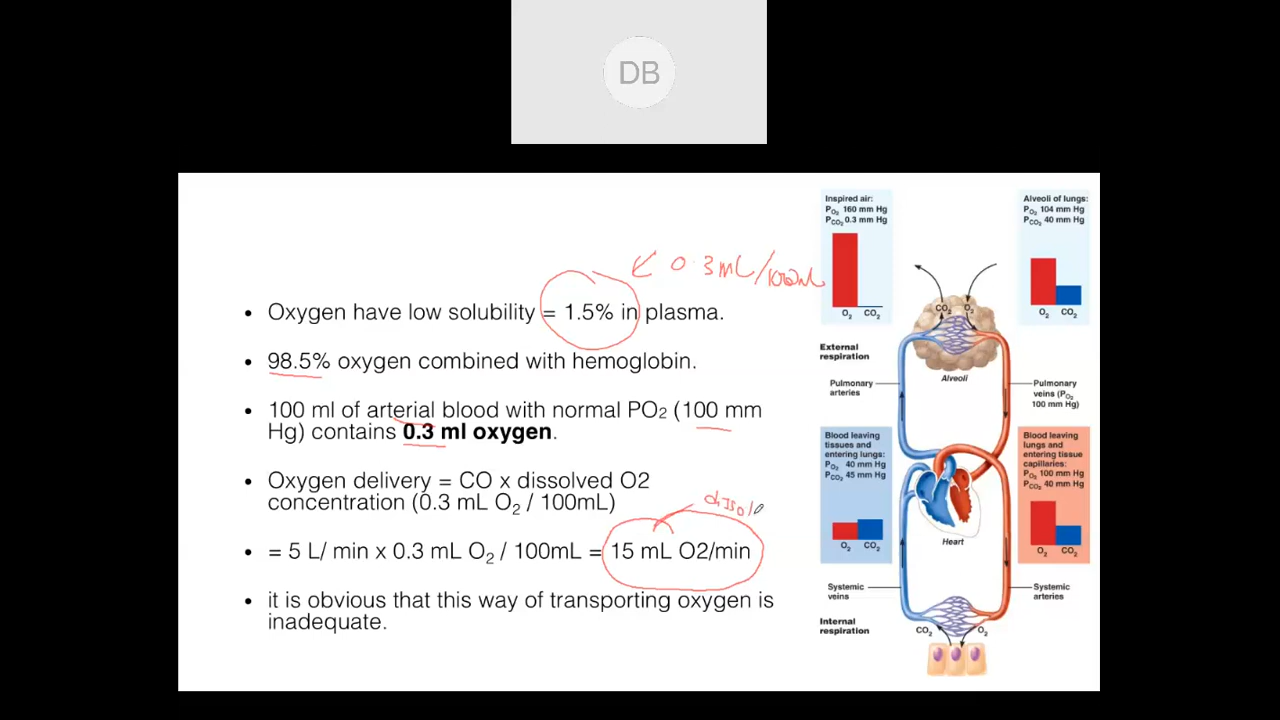 DB
0.3 mL/100mL
• Oxygen have low solubility = 1.5% in plasma.
• 98.5% oxygen combined with hemoglobin.
• 100 ml of arterial blood with normal PO₂ (100 mm
Hg) contains 0.3 ml oxygen.
• Oxygen delivery = CO x dissolved O2
concentration (0.3 mL O₂ / 100mL)
disol
• = 5 L/ min x 0.3 mL O₂ / 100mL = 15 mL O2/min
• it is obvious that this way of transporting oxygen is
inadequate.
Inspired air:
PO₂ 160 mm Hg
PCO₂ 0.3 mm Hg
O₂ CO₂
Alveoli of lungs:
PO₂ 104 mm Hg
PCO₂ 40 mm Hg
O₂ CO₂
CO₂ O₂
External
respiration
Alveoli
Pulmonary
arteries
Pulmonary
veins (PO₂
100 mm Hg)
Blood leaving
tissues and
entering lungs:
PO₂ 40 mm Hg
PCO₂ 45 mm Hg
O₂ CO₂
Blood leaving
lungs and
entering tissue
capillaries:
PO₂ 100 mm Hg
PCO₂ 40 mm Hg
O₂ CO₂
Heart
Systemic
veins
Systemic
arteries
Internal
respiration
CO₂ O₂